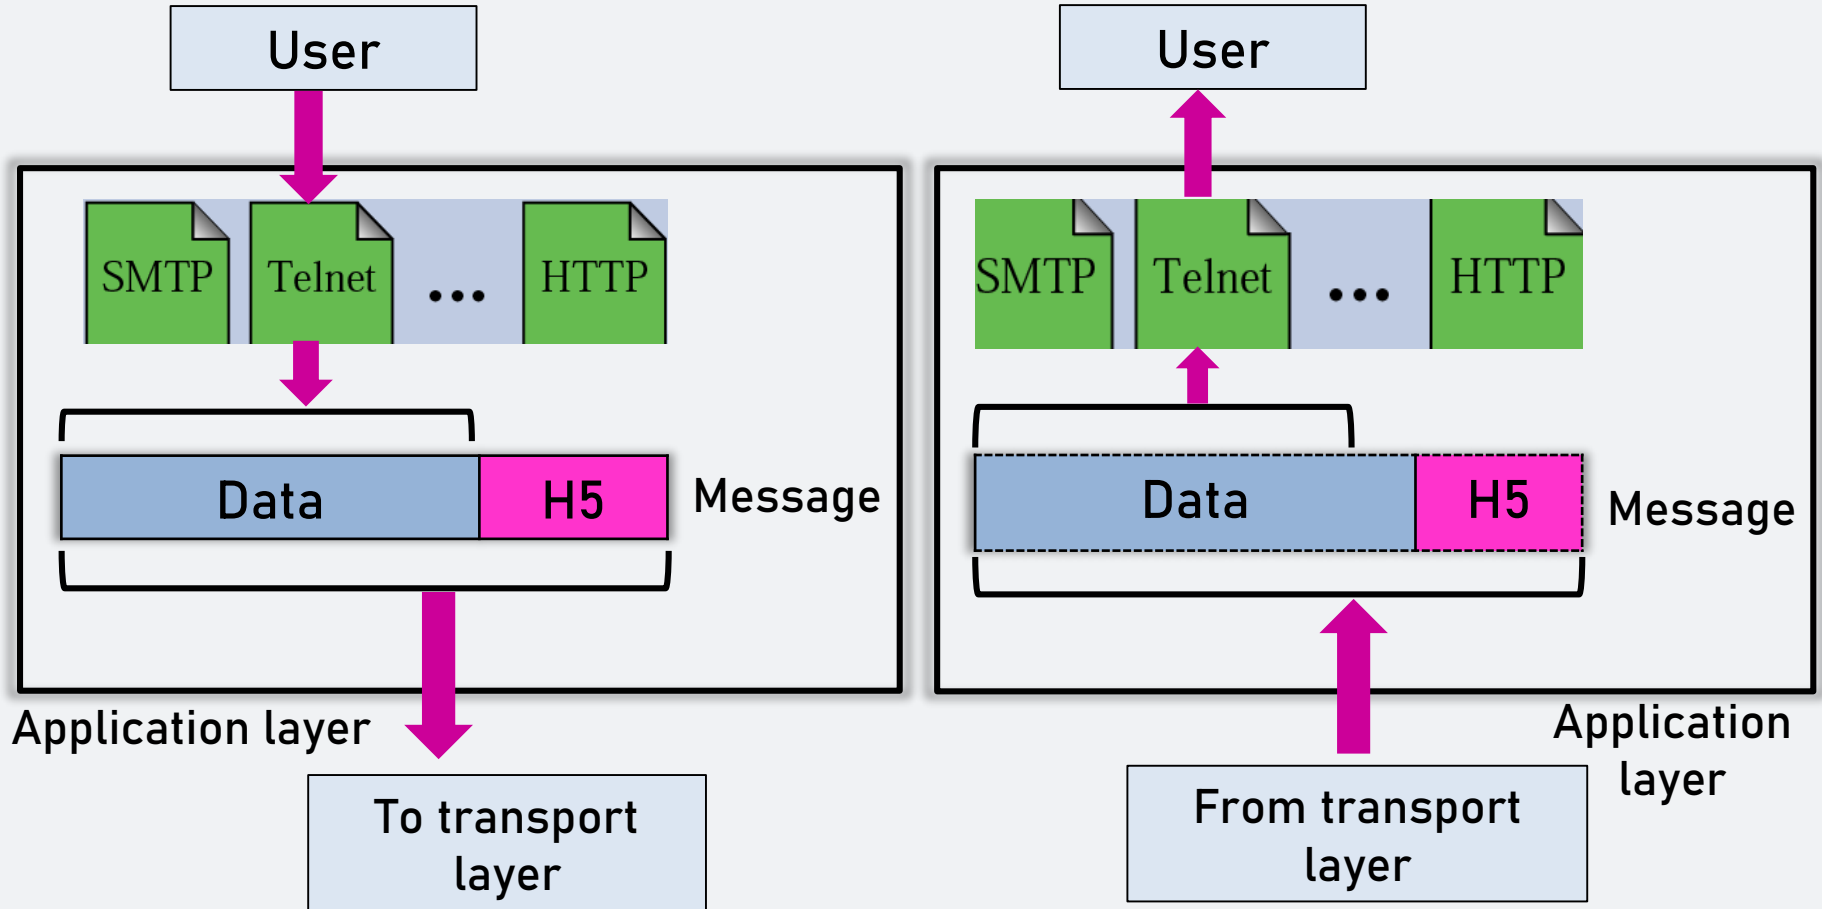 User
SMTP
Telnet
...
HTTP
Data
H5
Message
Application layer
To transport
layer
User
SMTP
Telnet
...
HTTP
Data
H5
Message
Application
layer
From transport
layer